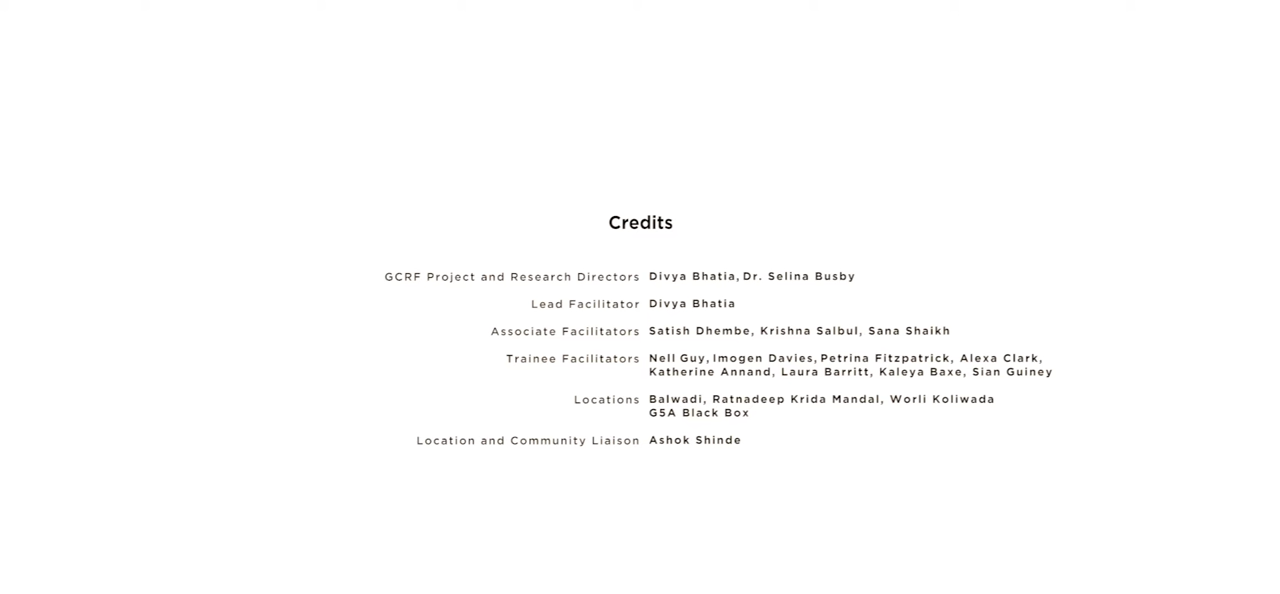 Credits
GCRF Project and Research Directors Divya Bhatia, Dr. Selina Busby
Lead Facilitator Divya Bhatia
Associate Facilitators Satish Dhembe, Krishna Salbul, Sana Shaikh
Trainee Facilitators Nell Guy, Imogen Davies, Petrina Fitzpatrick, Alexa Clark,
Katherine Annand, Laura Barritt, Kaleya Baxe, Sian Guiney
Locations Balwadi, Ratnadeep Krida Mandal, Worli Koliwada
G5A Black Box
Location and Community Liaison Ashok Shinde